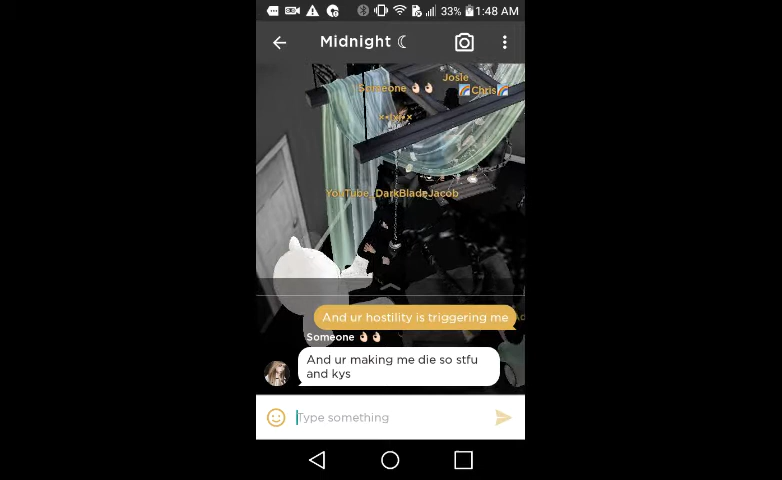 33% 1:48 AM
Midnight ☾
Josie
Someone 👌🏻👌🏻
🌈Chris🌈
YouTube_DarkBladeJacob
And ur hostility is triggering me
Someone 👌🏻👌🏻
And ur making me die so stfu
and kys
Type something